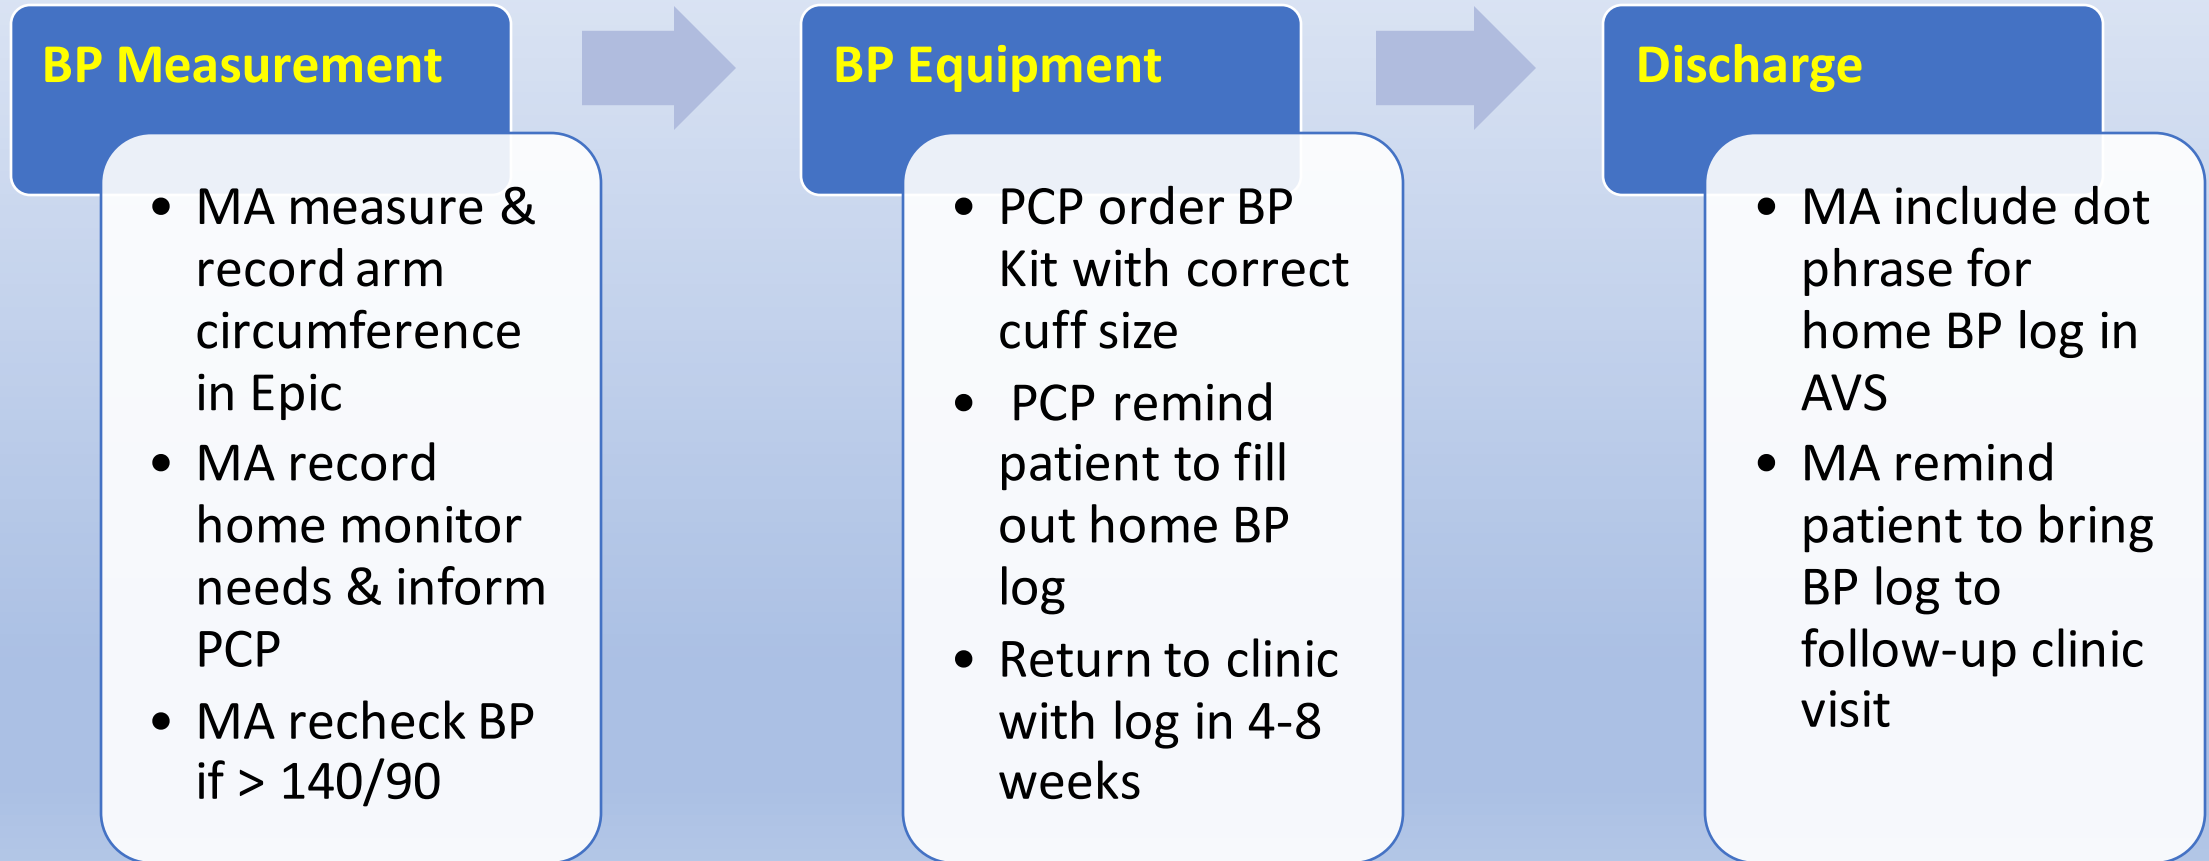 BP Measurement
• MA measure &
record arm
circumference
in Epic
• MA record
home monitor
needs & inform
PCP
• MA recheck BP
if > 140/90
BP Equipment
• PCP order BP
Kit with correct
cuff size
• PCP remind
patient to fill
out home BP
log
• Return to clinic
with log in 4-8
weeks
Discharge
• MA include dot
phrase for
home BP log in
AVS
• MA remind
patient to bring
BP log to
follow-up clinic
visit